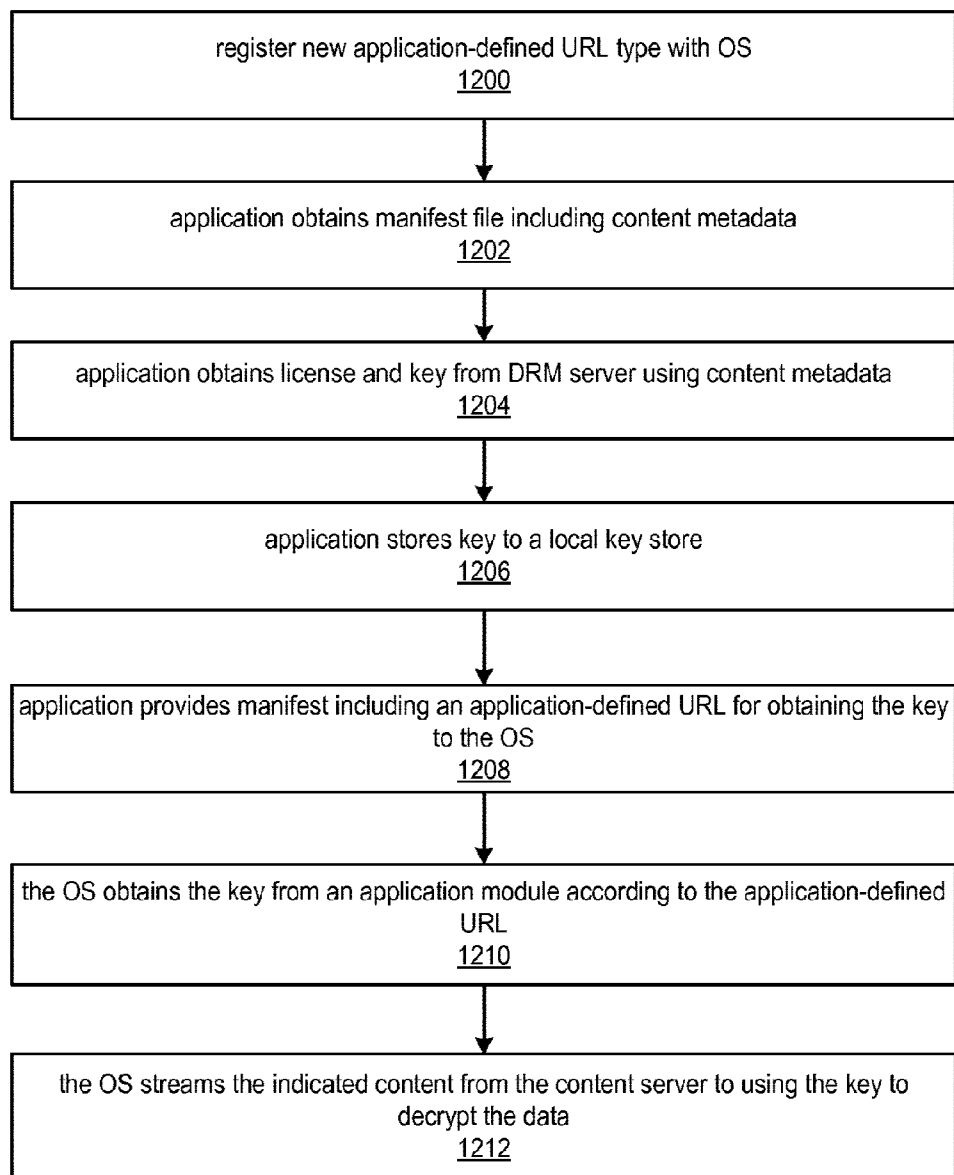 register new application-defined URL type with OS
1200
application obtains manifest file including content metadata
1202
application obtains license and key from DRM server using content metadata
1204
application stores key to a local key store
1206
application provides manifest including an application-defined URL for obtaining the key
to the OS
1208
the OS obtains the key from an application module according to the application-defined
URL
1210
the OS streams the indicated content from the content server to using the key to
decrypt the data
1212